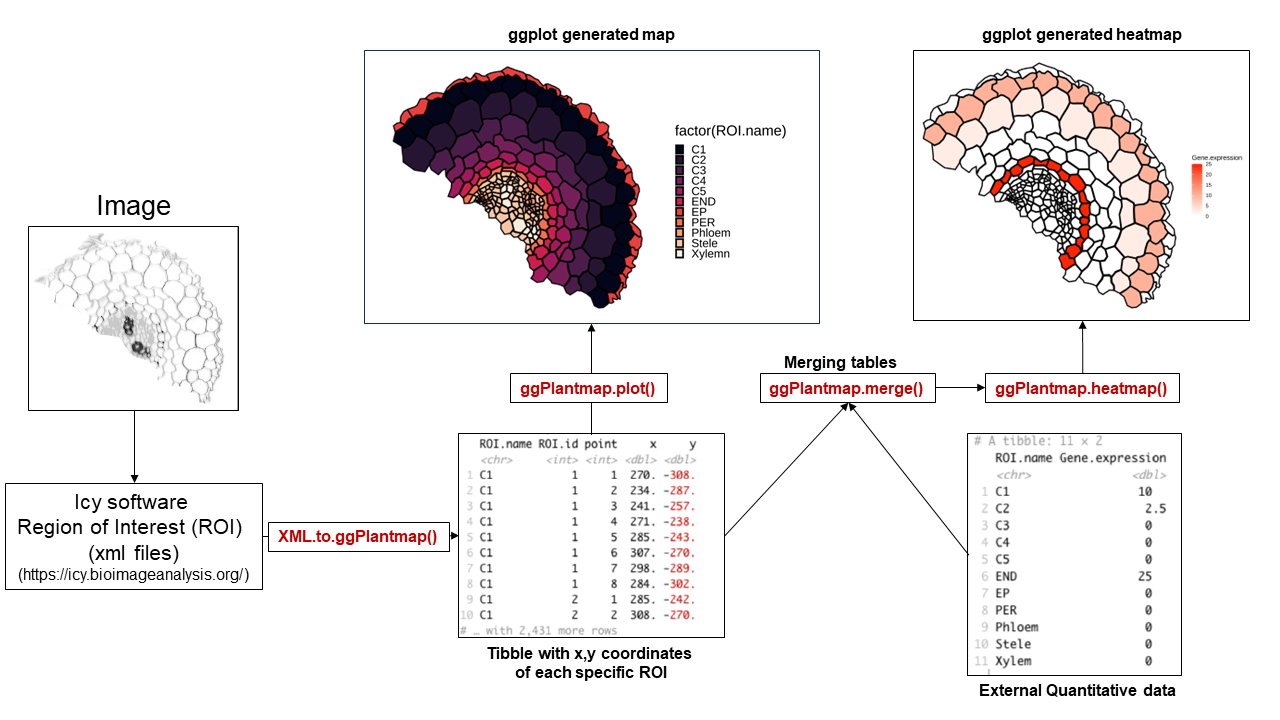 ggplot generated map
ggplot generated heatmap
factor(ROI.name)
C1
C2
C3
C4
C5
END
EP
PER
Phloem
Stele
Xylemn
Gene.expression
25
20
15
10
5
0
Image
Merging tables
ggPlantmap.plot()
ggPlantmap.merge()
ggPlantmap.heatmap()
Icy software
Region of Interest (ROI)
(xml files)
(https://icy.bioimageanalysis.org/)
XML.to.ggPlantmap()
ROI.name ROI.id point x y
<chr> <int> <int> <dbl> <dbl>
1 C1 1 1 270. -308.
2 C1 1 2 234. -287.
3 C1 1 3 241. -257.
4 C1 1 4 271. -238.
5 C1 1 5 285. -243.
6 C1 1 6 307. -270.
7 C1 1 7 298. -289.
8 C1 1 8 284. -302.
9 C1 2 1 285. -242.
10 C1 2 2 308. -270.
# … with 2,431 more rows
Tibble with x,y coordinates
of each specific ROI
# A tibble: 11 × 2
ROI.name Gene.expression
<chr> <dbl>
1 C1 10
2 C2 2.5
3 C3 0
4 C4 0
5 C5 0
6 END 25
7 EP 0
8 PER 0
9 Phloem 0
10 Stele 0
11 Xylem 0
External Quantitative data